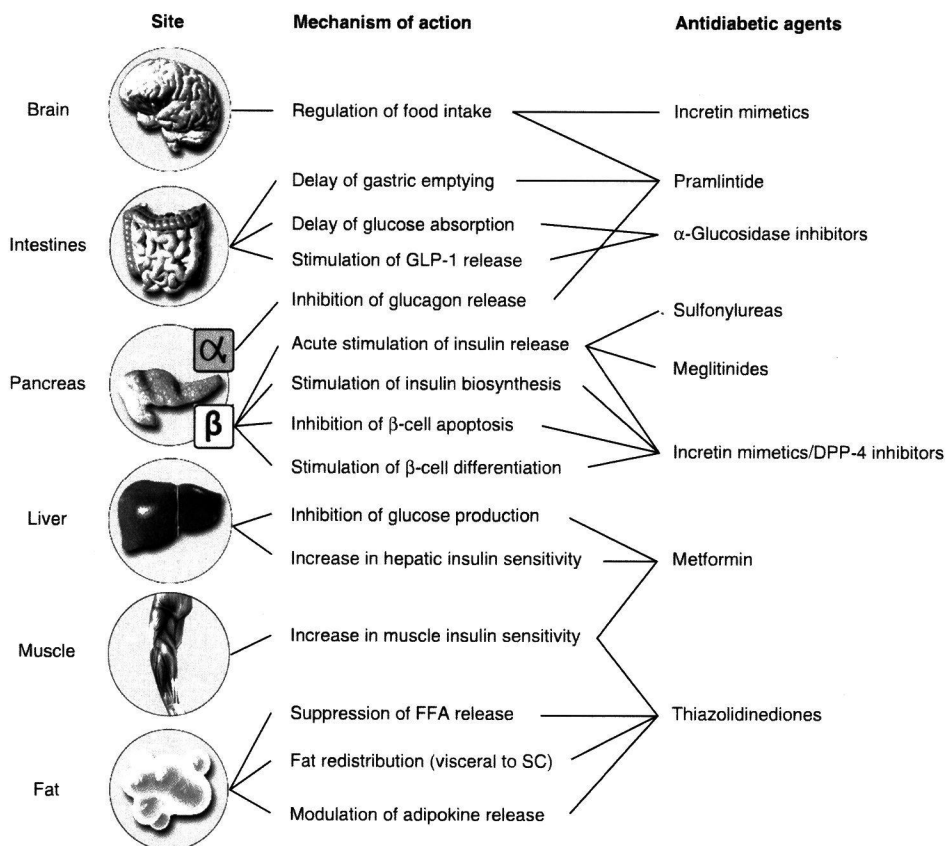 Site Mechanism of action Antidiabetic agents
Brain Regulation of food intake Incretin mimetics
Delay of gastric emptying Pramlintide
Delay of glucose absorption α-Glucosidase inhibitors
Intestines
Stimulation of GLP-1 release
Inhibition of glucagon release
Sulfonylureas
α
Acute stimulation of insulin release
Meglitinides
Pancreas Stimulation of insulin biosynthesis
β
Inhibition of β-cell apoptosis
Incretin mimetics/DPP-4 inhibitors
Stimulation of β-cell differentiation
Liver Inhibition of glucose production
Increase in hepatic insulin sensitivity Metformin
Muscle Increase in muscle insulin sensitivity
Suppression of FFA release Thiazolidinediones
Fat redistribution (visceral to SC)
Fat
Modulation of adipokine release